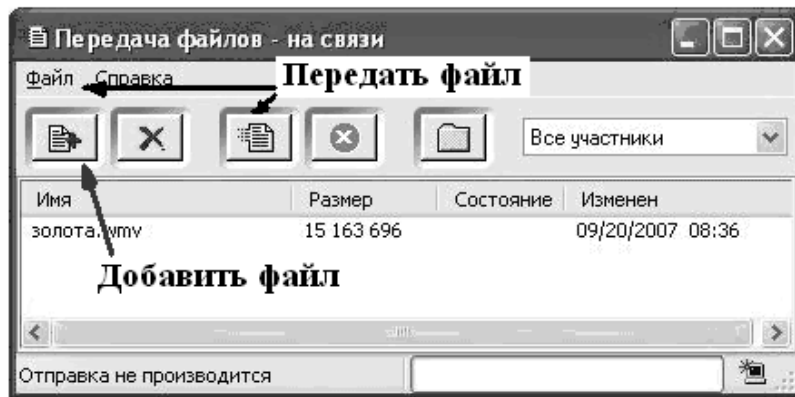 Передача файлов - на связи
Файл Справка
Передать файл
Все участники
Имя Размер Состояние Изменен
золота.wmv 15 163 696 09/20/2007 08:36
Добавить файл
Отправка не производится